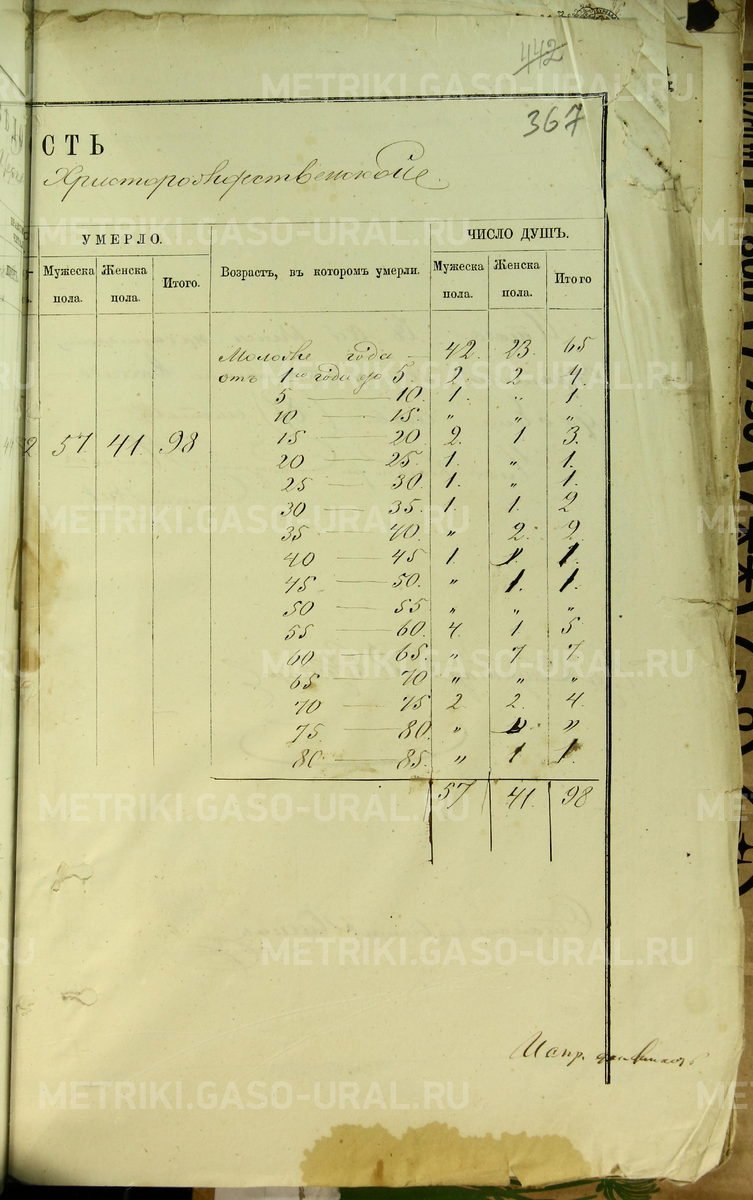 442
367
СТЬ
Христорождественской
УМЕРЛО.
ЧИСЛО ДУШЪ.
Мужеска пола. Женска пола. Итого. Возрастъ, въ которомъ умерли. Мужеска пола. Женска пола. Итого
Моложе года — 42. 23. 65
отъ 1го года до 5. 2. 2. 4.
5 — 10. 1. " 1
10 — 15. " " "
57 41. 98 15 — 20 2. 1 3.
20 — 25. 1. " 1.
25 — 30. 1. " 1.
30 — 35. 1. 1. 2
35 — 40. " 2. 2.
40 — 45 1. 1.
45 — 50. " 1. 1.
50 — 55 " " "
55 — 60. 4. 1 5
60 — 65. " 7 7.
65 — 70 " " "
70 — 75 2. 2. 4
75 — 80. " "
80 — 85. " 1 1.
57 41. 98
Испр.
METRIKI.GASO-URAL.RU